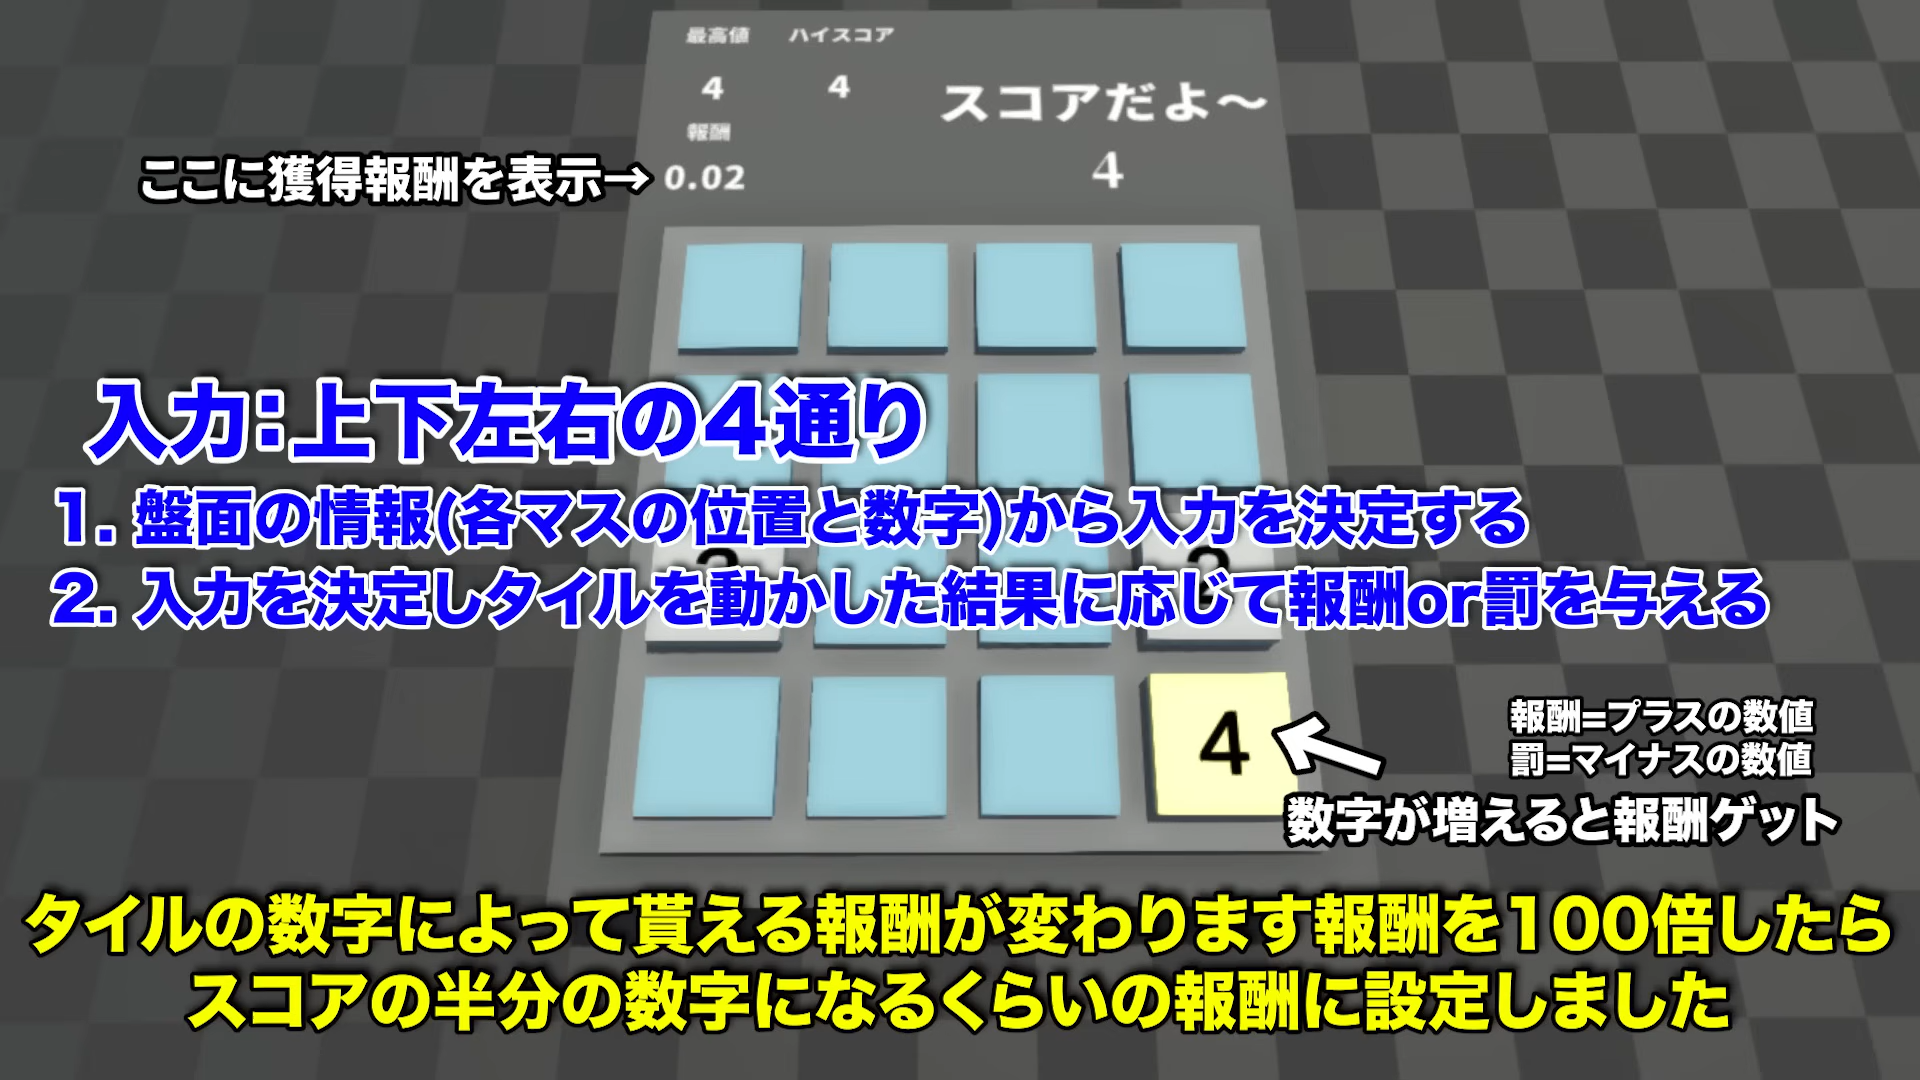 最高値 ハイスコア
4 4
スコアだよ～
報酬
4
ここに獲得報酬を表示→ 0.02
入力：上下左右の4通り
1. 盤面の情報(各マスの位置と数字)から入力を決定する
2. 入力を決定しタイルを動かした結果に応じて報酬or罰を与える
2 2
4
報酬=プラスの数値
罰=マイナスの数値
数字が増えると報酬ゲット
タイルの数字によって貰える報酬が変わります報酬を100倍したら
スコアの半分の数字になるくらいの報酬に設定しました